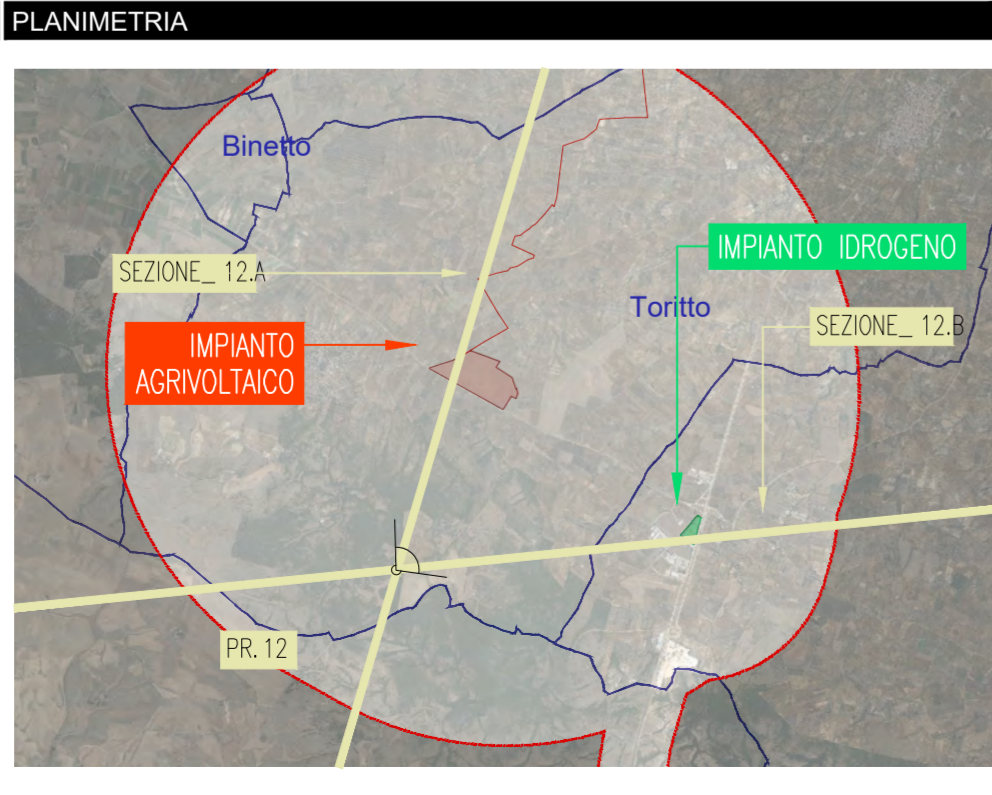 PLANIMETRIA
Binetto
IMPIANTO IDROGENO
SEZIONE_ 12.A
Toritto
SEZIONE_ 12.B
IMPIANTO
AGRIVOLTAICO
PR. 12